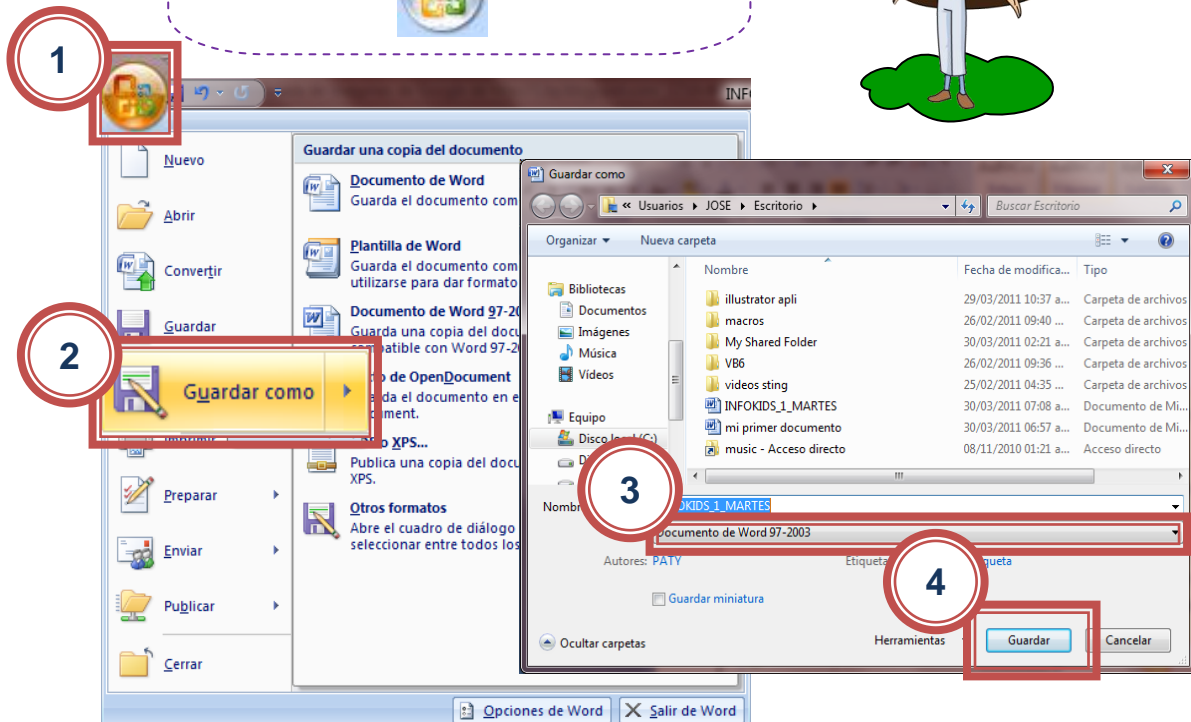 1
INF
Nuevo
Abrir
Convertir
Guardar
2
Guardar como
Preparar
Enviar
Publicar
Cerrar
Guardar una copia del documento
Documento de Word
Guarda el documento com
Plantilla de Word
Guarda el documento com
utilizarse para dar formato
Documento de Word 97-20
Guarda una copia del docu
compatible con Word 97-2
de OpenDocument
da el documento en e
ument.
XPS...
Publica una copia del docu
XPS.
Otros formatos
Abre el cuadro de diálogo
seleccionar entre todos los
Opciones de Word
Salir de Word
Guardar como
« Usuarios JOSE Escritorio
Buscar Escritorio
Organizar Nueva carpeta
Bibliotecas
Documentos
Imágenes
Música
Vídeos
Equipo
Disco local (C:)
Nombre Fecha de modifica... Tipo
illustrator apli 29/03/2011 10:37 a... Carpeta de archivos
macros 26/02/2011 09:40 ... Carpeta de archivos
My Shared Folder 30/03/2011 02:21 a... Carpeta de archivos
VB6 26/02/2011 09:36 ... Carpeta de archivos
videos sting 25/02/2011 04:35 ... Carpeta de archivos
INFOKIDS_1_MARTES 30/03/2011 07:08 a... Documento de Mi...
mi primer documento 30/03/2011 06:57 a... Documento de Mi...
music - Acceso directo 08/11/2010 01:21 a... Acceso directo
3
Nomb OKIDS_1_MARTES
Documento de Word 97-2003
Autores: PATY Etiqueta queta
4
Guardar miniatura
Ocultar carpetas
Herramientas
Guardar
Cancelar